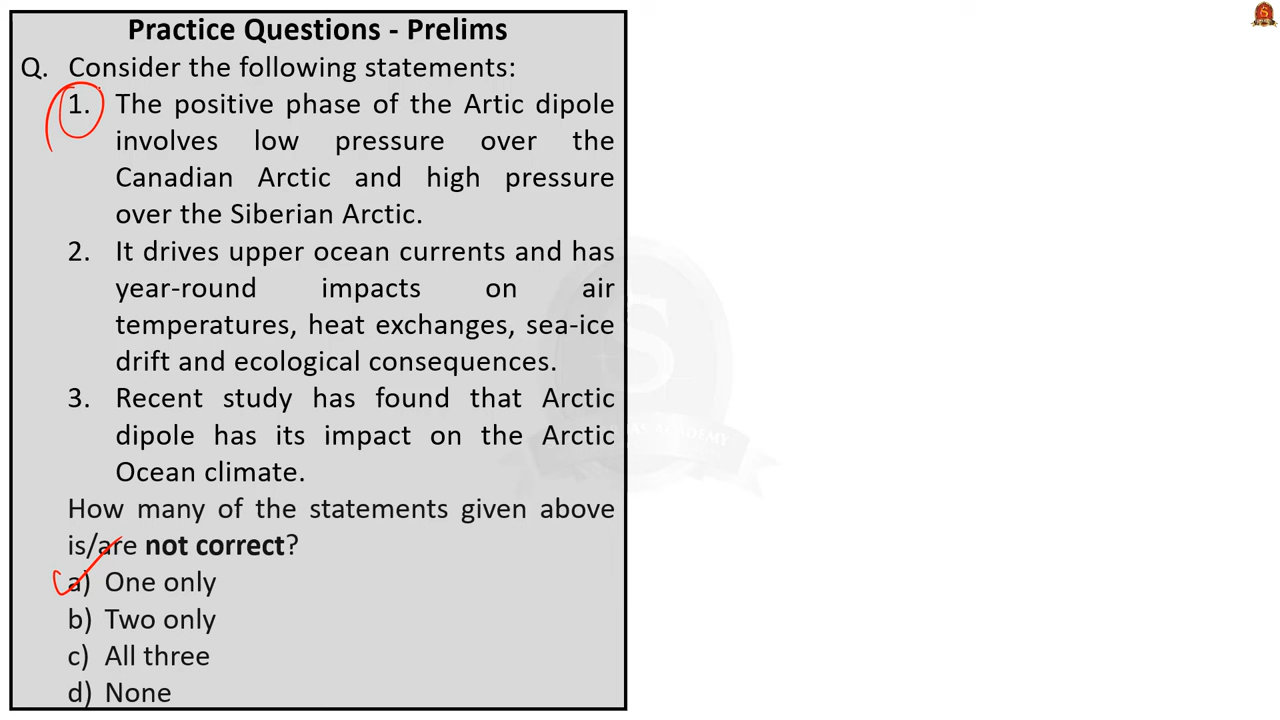 Practice Questions - Prelims
Q. Consider the following statements:
1. The positive phase of the Artic dipole
involves low pressure over the
Canadian Arctic and high pressure
over the Siberian Arctic.
2. It drives upper ocean currents and has
year-round impacts on air
temperatures, heat exchanges, sea-ice
drift and ecological consequences.
3. Recent study has found that Arctic
dipole has its impact on the Arctic
Ocean climate.
How many of the statements given above
is/are not correct?
a) One only
b) Two only
c) All three
d) None
S
IAS ACADEMY